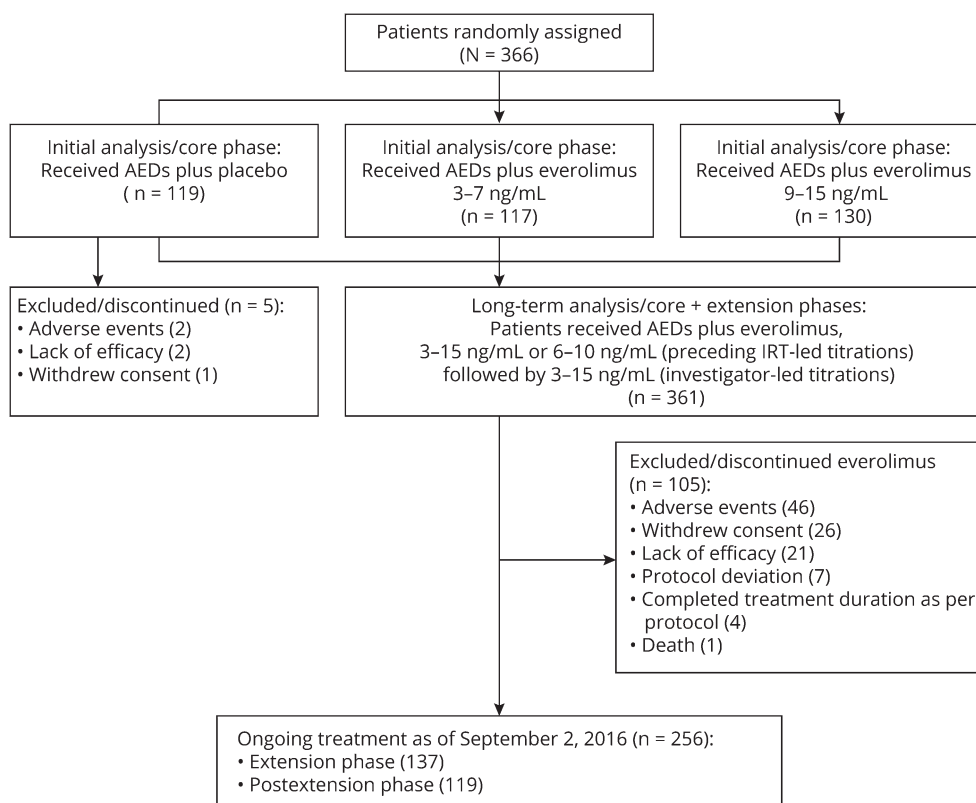 Patients randomly assigned
(N = 366)
Initial analysis/core phase:
Received AEDs plus placebo
( n = 119)
Initial analysis/core phase:
Received AEDs plus everolimus
3–7 ng/mL
(n = 117)
Initial analysis/core phase:
Received AEDs plus everolimus
9–15 ng/mL
(n = 130)
Excluded/discontinued (n = 5):
• Adverse events (2)
• Lack of efficacy (2)
• Withdrew consent (1)
Long-term analysis/core + extension phases:
Patients received AEDs plus everolimus,
3–15 ng/mL or 6–10 ng/mL (preceding IRT-led titrations)
followed by 3–15 ng/mL (investigator-led titrations)
(n = 361)
Excluded/discontinued everolimus
(n = 105):
• Adverse events (46)
• Withdrew consent (26)
• Lack of efficacy (21)
• Protocol deviation (7)
• Completed treatment duration as per
protocol (4)
• Death (1)
Ongoing treatment as of September 2, 2016 (n = 256):
• Extension phase (137)
• Postextension phase (119)